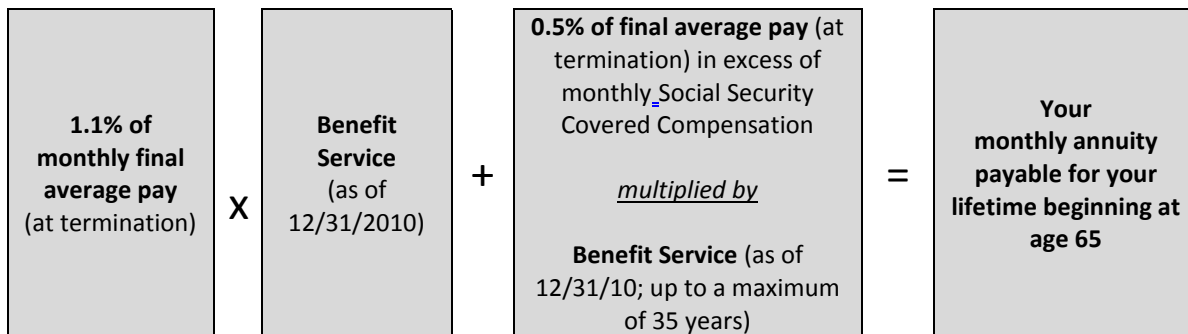 1.1% of
monthly final
average pay
(at termination)
x
Benefit
Service
(as of
12/31/2010)
+
0.5% of final average pay (at
termination) in excess of
monthly Social Security
Covered Compensation
multiplied by
Benefit Service (as of
12/31/10; up to a maximum
of 35 years)
=
Your
monthly annuity
payable for your
lifetime beginning at
age 65